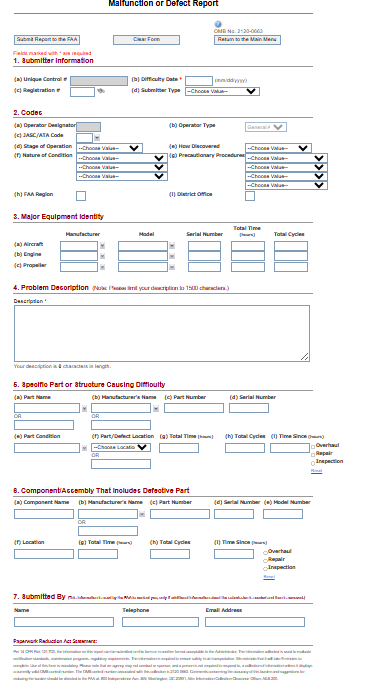 Malfunction or Defect Report
OMB No. 2120-0663
Submit Report to the FAA Clear Form Return to the Main Menu
Fields marked with * are required.
1. Submitter Information
(a) Unique Control # (b) Difficulty Date * (mm/dd/yyyy)
(c) Registration # (d) Submitter Type --Choose Value--
2. Codes
(a) Operator Designator (b) Operator Type General A
(c) JASC/ATA Code
(d) Stage of Operation --Choose Value-- (e) How Discovered --Choose Value--
(f) Nature of Condition --Choose Value-- (g) Precautionary Procedures --Choose Value--
--Choose Value-- --Choose Value--
--Choose Value-- --Choose Value--
--Choose Value--
(h) FAA Region (i) District Office
3. Major Equipment Identity
Manufacturer Model Serial Number Total Time (hours) Total Cycles
(a) Aircraft
(b) Engine
(c) Propeller
4. Problem Description (Note: Please limit your description to 1500 characters.)
Description *
Your description is 0 characters in length.
5. Specific Part or Structure Causing Difficulty
(a) Part Name (b) Manufacturer's Name (c) Part Number (d) Serial Number
OR OR
(e) Part Condition (f) Part/Defect Location (g) Total Time (hours) (h) Total Cycles (i) Time Since (hours)
--Choose Locatio
OR
Overhaul
Repair
Inspection
Reset
6. Component/Assembly That Includes Defective Part
(a) Component Name (b) Manufacturer's Name (c) Part Number (d) Serial Number (e) Model Number
OR
(f) Location (g) Total Time (hours) (h) Total Cycles (i) Time Since (hours)
Overhaul
Repair
Inspection
Reset
7. Submitted By
Name Telephone Email Address
Paperwork Reduction Act Statement: